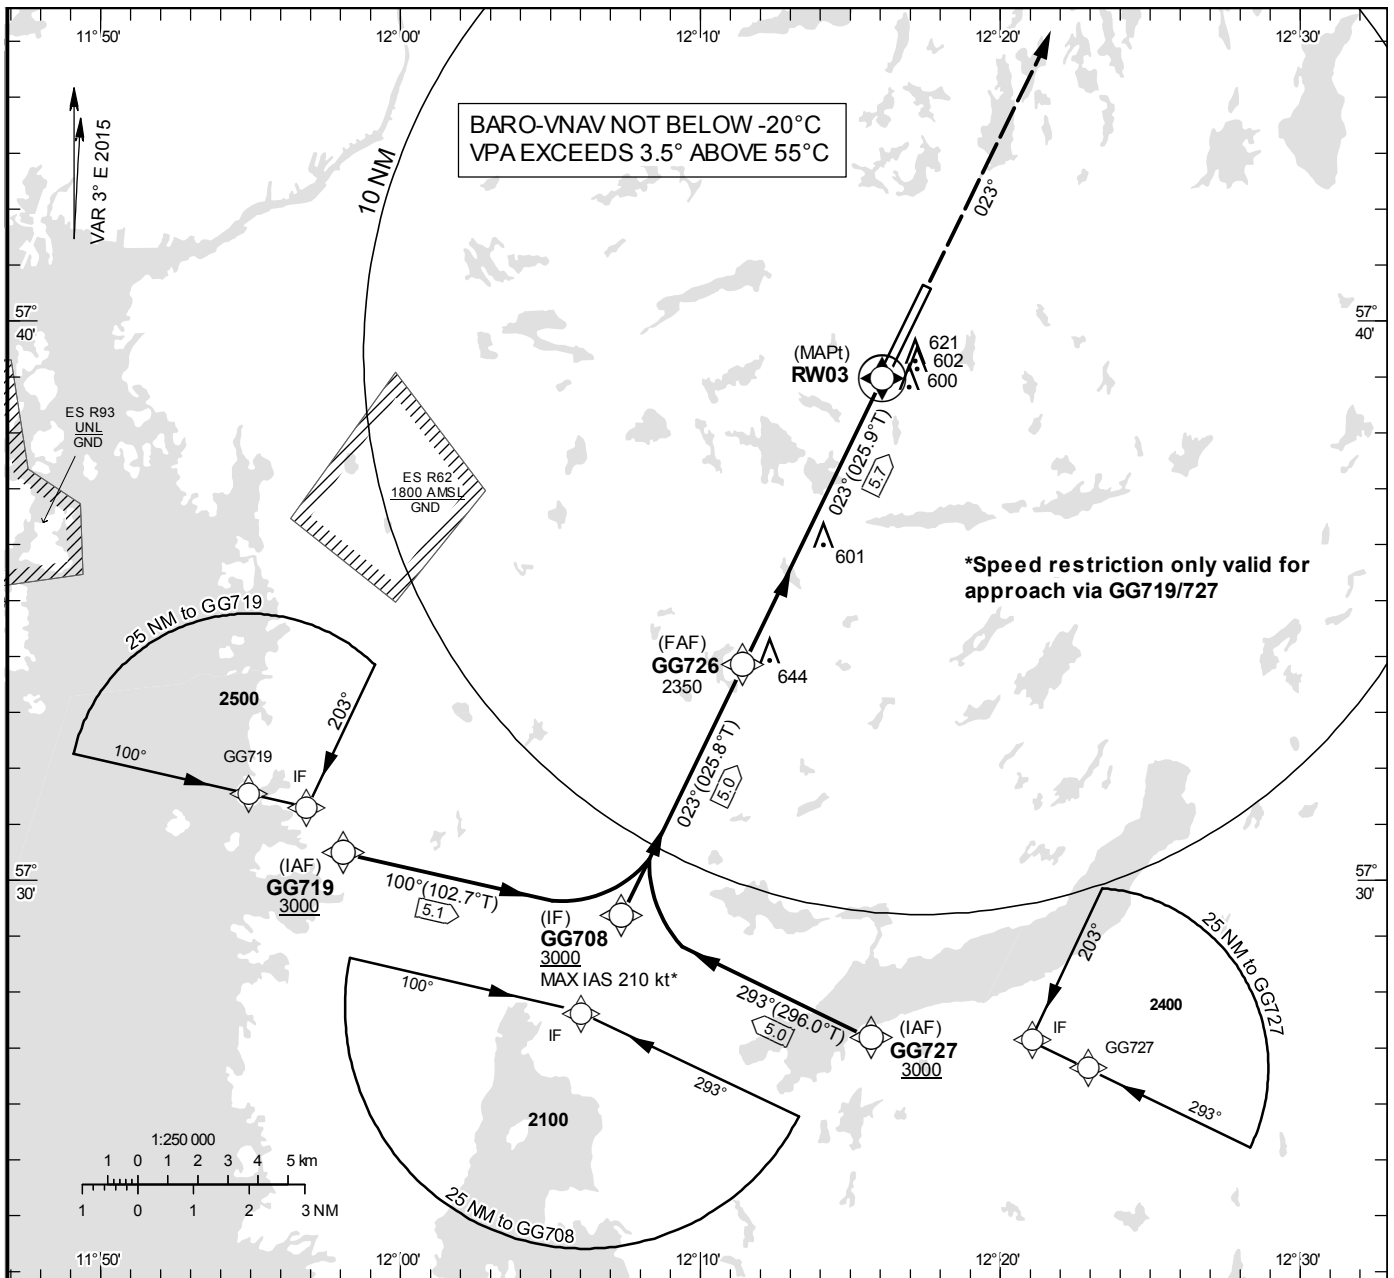 11°50'
12°00'
12°10'
12°20'
12°30'
VAR 3° E 2015
BARO-VNAV NOT BELOW -20°C
VPA EXCEEDS 3.5° ABOVE 55°C
10 NM
023°
57°
40'
57°
40'
(MAPt)
RW03
621
602
600
ES R93
UNL
GND
ES R62
1800 AMSL
GND
023°(025.9°T)
5.7
601
*Speed restriction only valid for
approach via GG719/727
25 NM to GG719
2500
203°
100°
GG719
IF
(FAF)
GG726
2350
644
023°(025.8°T)
5.0
57°
30'
57°
30'
(IAF)
GG719
3000
100°(102.7°T)
5.1
(IF)
GG708
3000
MAX IAS 210 kt*
293°(296.0°T)
5.0
(IAF)
GG727
3000
25 NM to GG727
203°
2400
IF
GG727
293°
100°
IF
293°
2100
25 NM to GG708
1:250 000
1 0 1 2 3 4 5 km
1 0 1 2 3 NM
11°50'
12°00'
12°10'
12°20'
12°30'